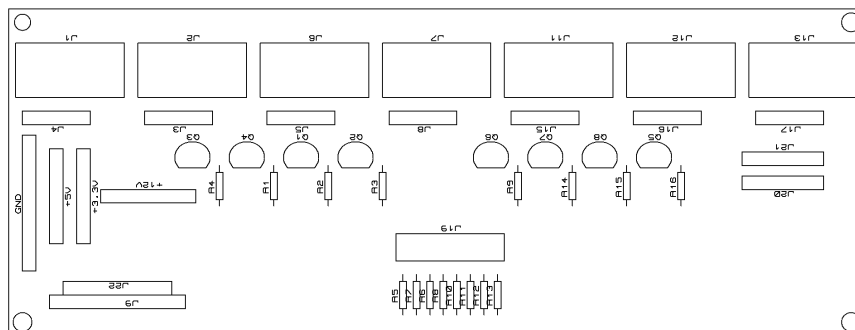 J1 J2 J6 J7 J11 J12 J13
J4 J3 J5 J8 J15 J16 J17
Q3 Q4 Q1 Q2 Q6 Q7 Q8 Q5
J21
R4 R1 R2 R3 R9 R14 R15 R16
+12V
J20
GND +5V +3.3V
J19
J22
J9
R5 R7 R6 R8 R10 R11 R12 R13